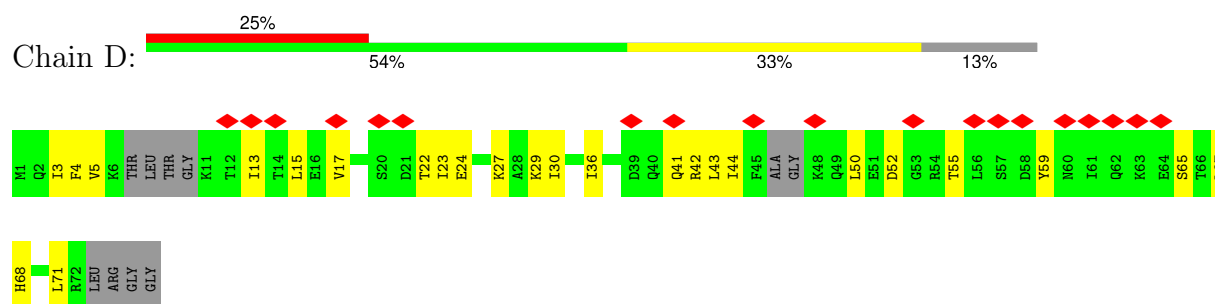 25%
Chain D:
54% 33% 13%
M1 Q2 I3 F4 V5 K6 THR LEU THR GLY K11 T12 I13 T14 L15 E16 V17 S20 D21 T22 I23 E24 K27 A28 K29 I30 I36 D39 Q40 Q41 R42 L43 I44 F45 ALA GLY K48 Q49 L50 E51 D52 G53 R54 T55 L56 S57 D58 Y59 N60 I61 Q62 K63 E64 S65 T66
H68 L71 R72 LEU ARG GLY GLY